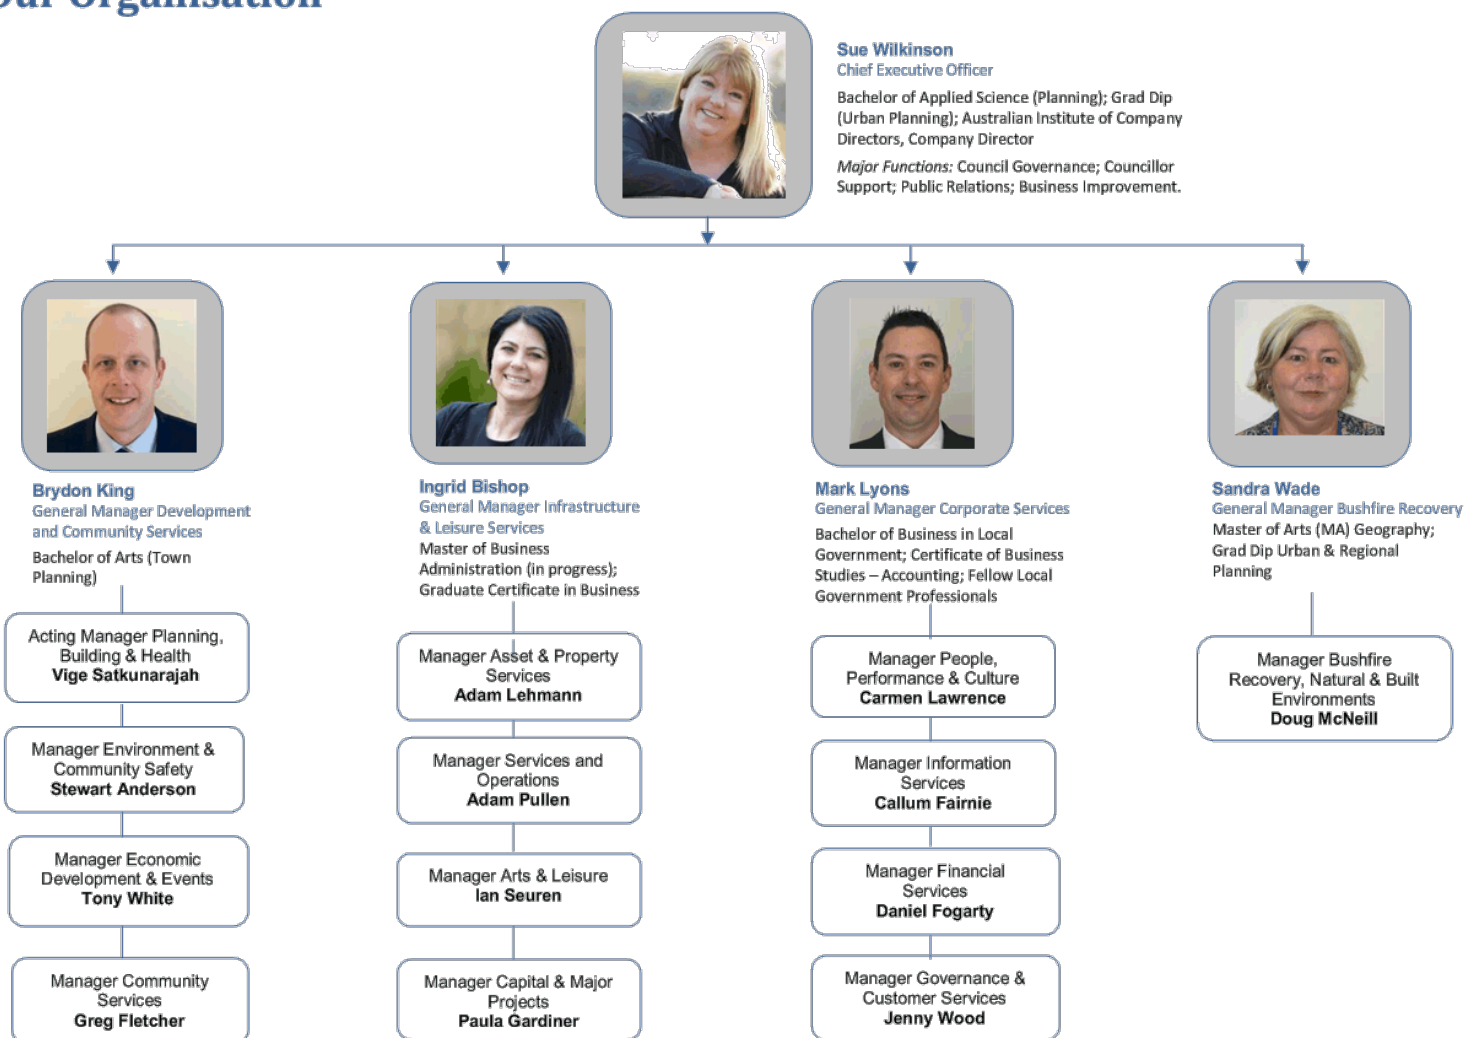 Our Organisation
Sue Wilkinson
Chief Executive Officer
Bachelor of Applied Science (Planning); Grad Dip
(Urban Planning); Australian Institute of Company
Directors, Company Director
Major Functions: Council Governance; Councillor
Support; Public Relations; Business Improvement.
Brydon King
General Manager Development
and Community Services
Bachelor of Arts (Town
Planning)
Acting Manager Planning,
Building & Health
Vige Satkunarajah
Manager Environment &
Community Safety
Stewart Anderson
Manager Economic
Development & Events
Tony White
Manager Community
Services
Greg Fletcher
Ingrid Bishop
General Manager Infrastructure
& Leisure Services
Master of Business
Administration (in progress);
Graduate Certificate in Business
Manager Asset & Property
Services
Adam Lehmann
Manager Services and
Operations
Adam Pullen
Manager Arts & Leisure
Ian Seuren
Manager Capital & Major
Projects
Paula Gardiner
Mark Lyons
General Manager Corporate Services
Bachelor of Business in Local
Government; Certificate of Business
Studies – Accounting; Fellow Local
Government Professionals
Manager People,
Performance & Culture
Carmen Lawrence
Manager Information
Services
Callum Fairnie
Manager Financial
Services
Daniel Fogarty
Manager Governance &
Customer Services
Jenny Wood
Sandra Wade
General Manager Bushfire Recovery
Master of Arts (MA) Geography;
Grad Dip Urban & Regional
Planning
Manager Bushfire
Recovery, Natural & Built
Environments
Doug McNeill